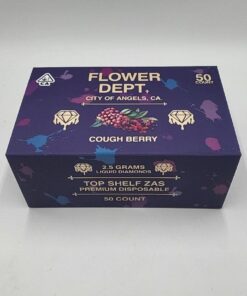 FLOWER
DEPT.
CITY OF ANGELS, CA
50
COUNT
COUGH BERRY
3.5 GRAMS
LIQUID DIAMONDS
TOP SHELF ZAS
PREMIUM DISPOSABLE
50 COUNT